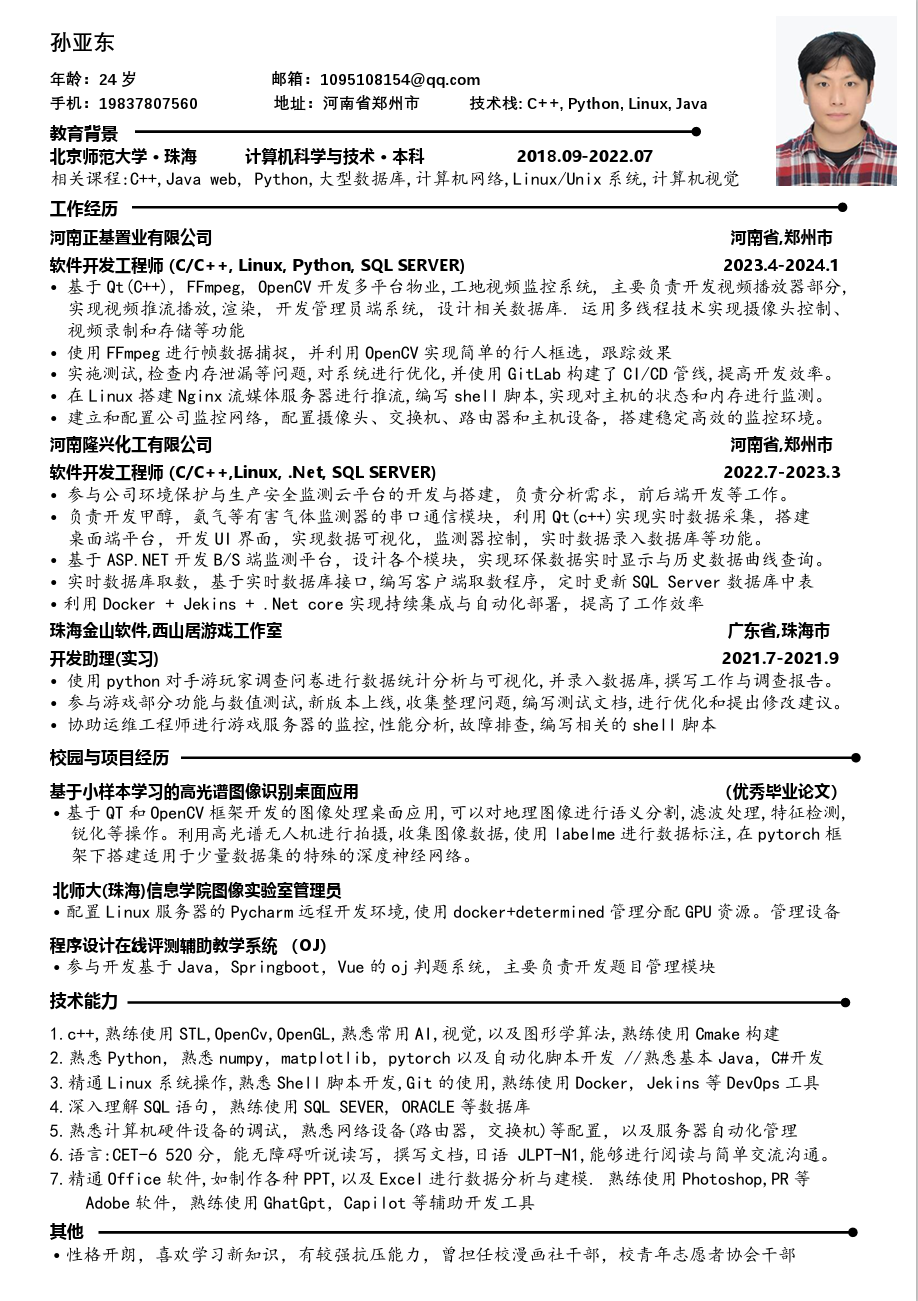 孙亚东
年龄：24 岁 邮箱：1095108154@qq.com
手机：19837807560 地址：河南省郑州市 技术栈: C++, Python, Linux, Java
教育背景
北京师范大学·珠海 计算机科学与技术·本科 2018.09-2022.07
相关课程:C++,Java web, Python,大型数据库,计算机网络,Linux/Unix 系统,计算机视觉
工作经历
河南正基置业有限公司 河南省,郑州市
软件开发工程师 (C/C++, Linux, Python, SQL SERVER) 2023.4-2024.1
• 基于 Qt(C++), FFmpeg, OpenCV 开发多平台物业,工地视频监控系统, 主要负责开发视频播放器部分,
实现视频推流播放,渲染, 开发管理员端系统, 设计相关数据库. 运用多线程技术实现摄像头控制、
视频录制和存储等功能
• 使用 FFmpeg 进行帧数据捕捉, 并利用 OpenCV 实现简单的行人框选, 跟踪效果
• 实施测试,检查内存泄漏等问题,对系统进行优化,并使用 GitLab 构建了 CI/CD 管线,提高开发效率。
• 在 Linux 搭建 Nginx 流媒体服务器进行推流,编写 shell 脚本,实现对主机的状态和内存进行监测。
• 建立和配置公司监控网络, 配置摄像头、交换机、路由器和主机设备, 搭建稳定高效的监控环境。
河南隆兴化工有限公司 河南省,郑州市
软件开发工程师 (C/C++,Linux, .Net, SQL SERVER) 2022.7-2023.3
• 参与公司环境保护与生产安全监测云平台的开发与搭建, 负责分析需求, 前后端开发等工作。
• 负责开发甲醇, 氨气等有害气体监测器的串口通信模块, 利用 Qt(c++)实现实时数据采集, 搭建
桌面端平台, 开发 UI 界面, 实现数据可视化, 监测器控制, 实时数据录入数据库等功能。
• 基于 ASP.NET 开发 B/S 端监测平台, 设计各个模块, 实现环保数据实时显示与历史数据曲线查询。
• 实时数据库取数, 基于实时数据库接口,编写客户端取数程序, 定时更新 SQL Server 数据库中表
• 利用 Docker + Jekins + .Net core 实现持续集成与自动化部署, 提高了工作效率
珠海金山软件,西山居游戏工作室 广东省,珠海市
开发助理(实习) 2021.7-2021.9
• 使用 python 对手游玩家调查问卷进行数据统计分析与可视化,并录入数据库,撰写工作与调查报告。
• 参与游戏部分功能与数值测试,新版本上线,收集整理问题,编写测试文档,进行优化和提出修改建议。
• 协助运维工程师进行游戏服务器的监控,性能分析,故障排查,编写相关的 shell 脚本
校园与项目经历
基于小样本学习的高光谱图像识别桌面应用 （优秀毕业论文）
• 基于 QT 和 OpenCV 框架开发的图像处理桌面应用,可以对地理图像进行语义分割,滤波处理,特征检测,
锐化等操作。利用高光谱无人机进行拍摄,收集图像数据,使用 labelme 进行数据标注,在 pytorch 框
架下搭建适用于少量数据集的特殊的深度神经网络。
北师大(珠海)信息学院图像实验室管理员
• 配置 Linux 服务器的 Pycharm 远程开发环境,使用 docker+determined 管理分配 GPU 资源。管理设备
程序设计在线评测辅助教学系统 （OJ）
• 参与开发基于 Java, Springboot, Vue 的 oj 判题系统, 主要负责开发题目管理模块
技术能力
1. c++,熟练使用 STL,OpenCv,OpenGL,熟悉常用 AI,视觉,以及图形学算法,熟练使用 Cmake 构建
2. 熟悉 Python, 熟悉 numpy, matplotlib, pytorch 以及自动化脚本开发 //熟悉基本 Java, C#开发
3. 精通 Linux 系统操作,熟悉 Shell 脚本开发,Git 的使用,熟练使用 Docker, Jekins 等 DevOps 工具
4. 深入理解 SQL 语句, 熟练使用 SQL SEVER, ORACLE 等数据库
5. 熟悉计算机硬件设备的调试, 熟悉网络设备(路由器, 交换机)等配置, 以及服务器自动化管理
6. 语言:CET-6 520 分, 能无障碍听说读写, 撰写文档,日语 JLPT-N1,能够进行阅读与简单交流沟通。
7. 精通 Office 软件,如制作各种 PPT,以及 Excel 进行数据分析与建模. 熟练使用 Photoshop,PR 等
Adobe 软件, 熟练使用 GhatGpt, Capilot 等辅助开发工具
其他
• 性格开朗, 喜欢学习新知识, 有较强抗压能力, 曾担任校漫画社干部, 校青年志愿者协会干部